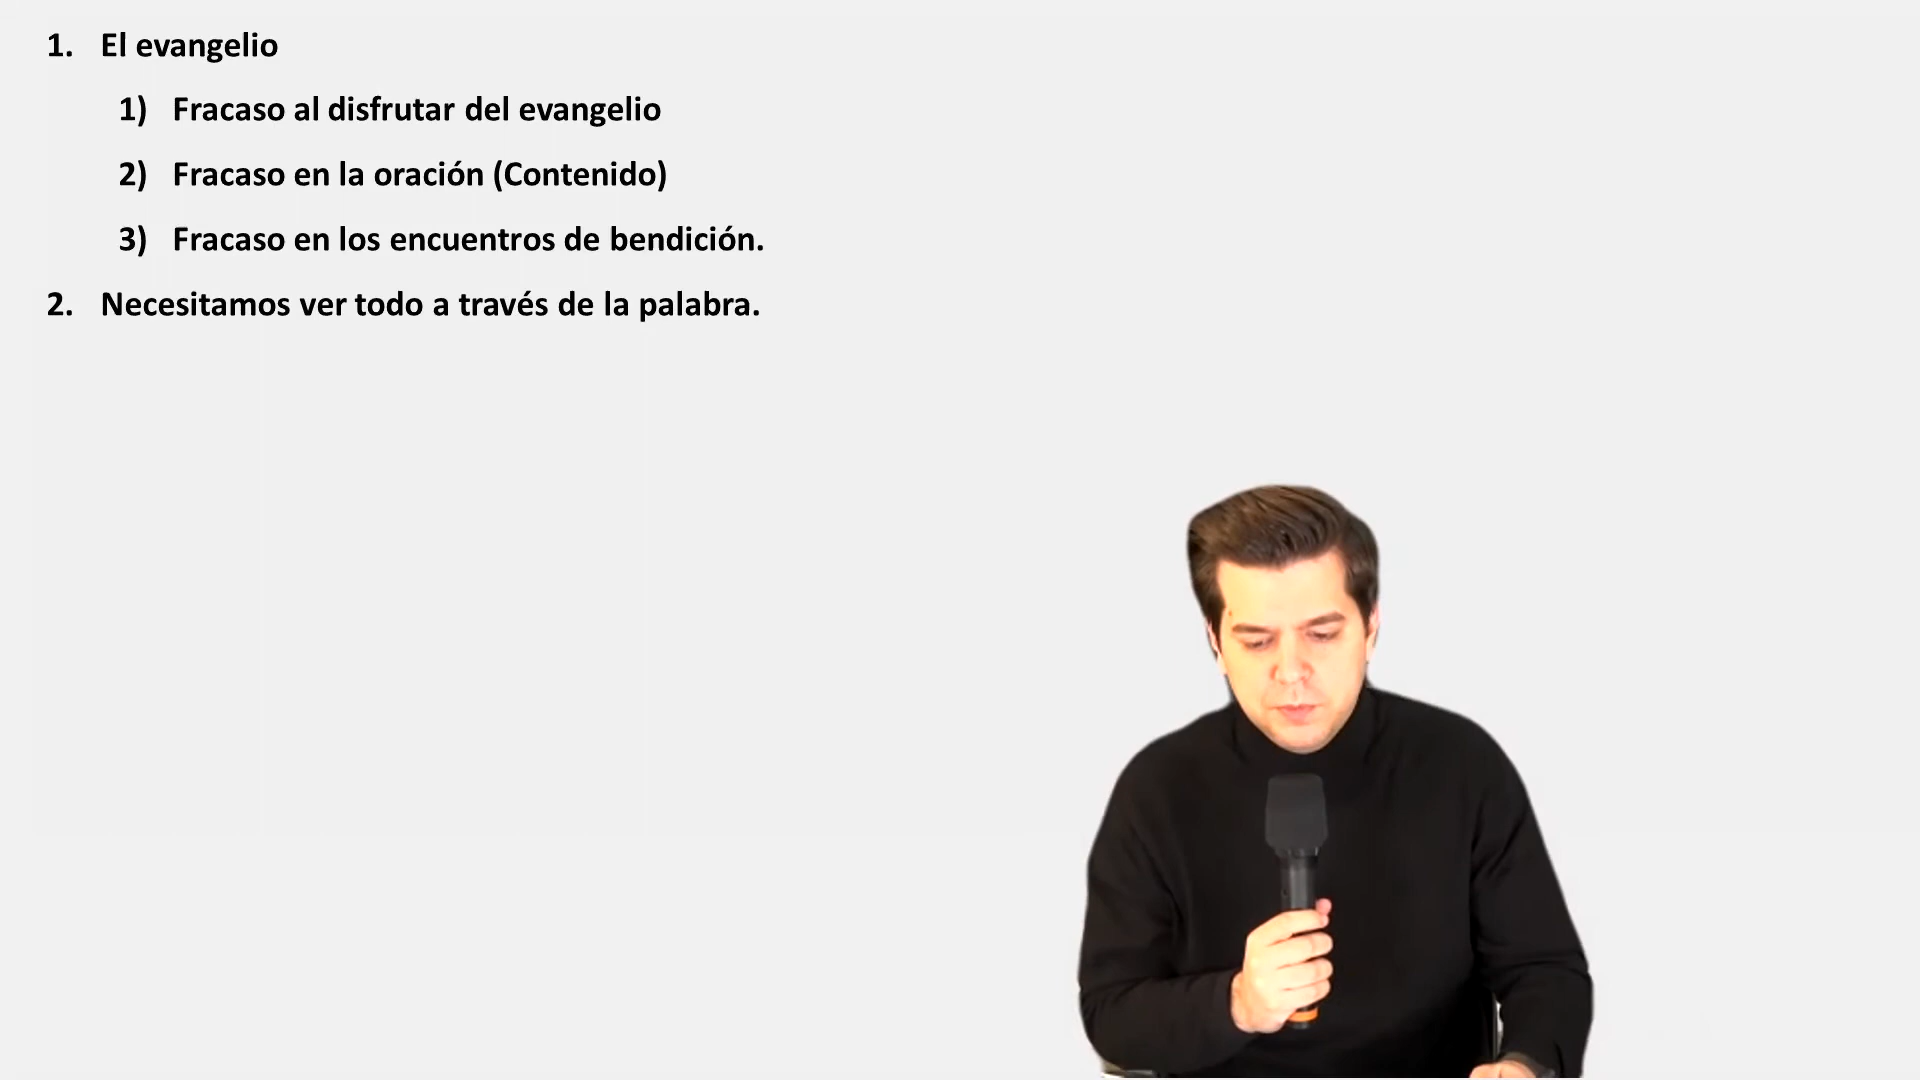 1. El evangelio
1) Fracaso al disfrutar del evangelio
2) Fracaso en la oración (Contenido)
3) Fracaso en los encuentros de bendición.
2. Necesitamos ver todo a través de la palabra.